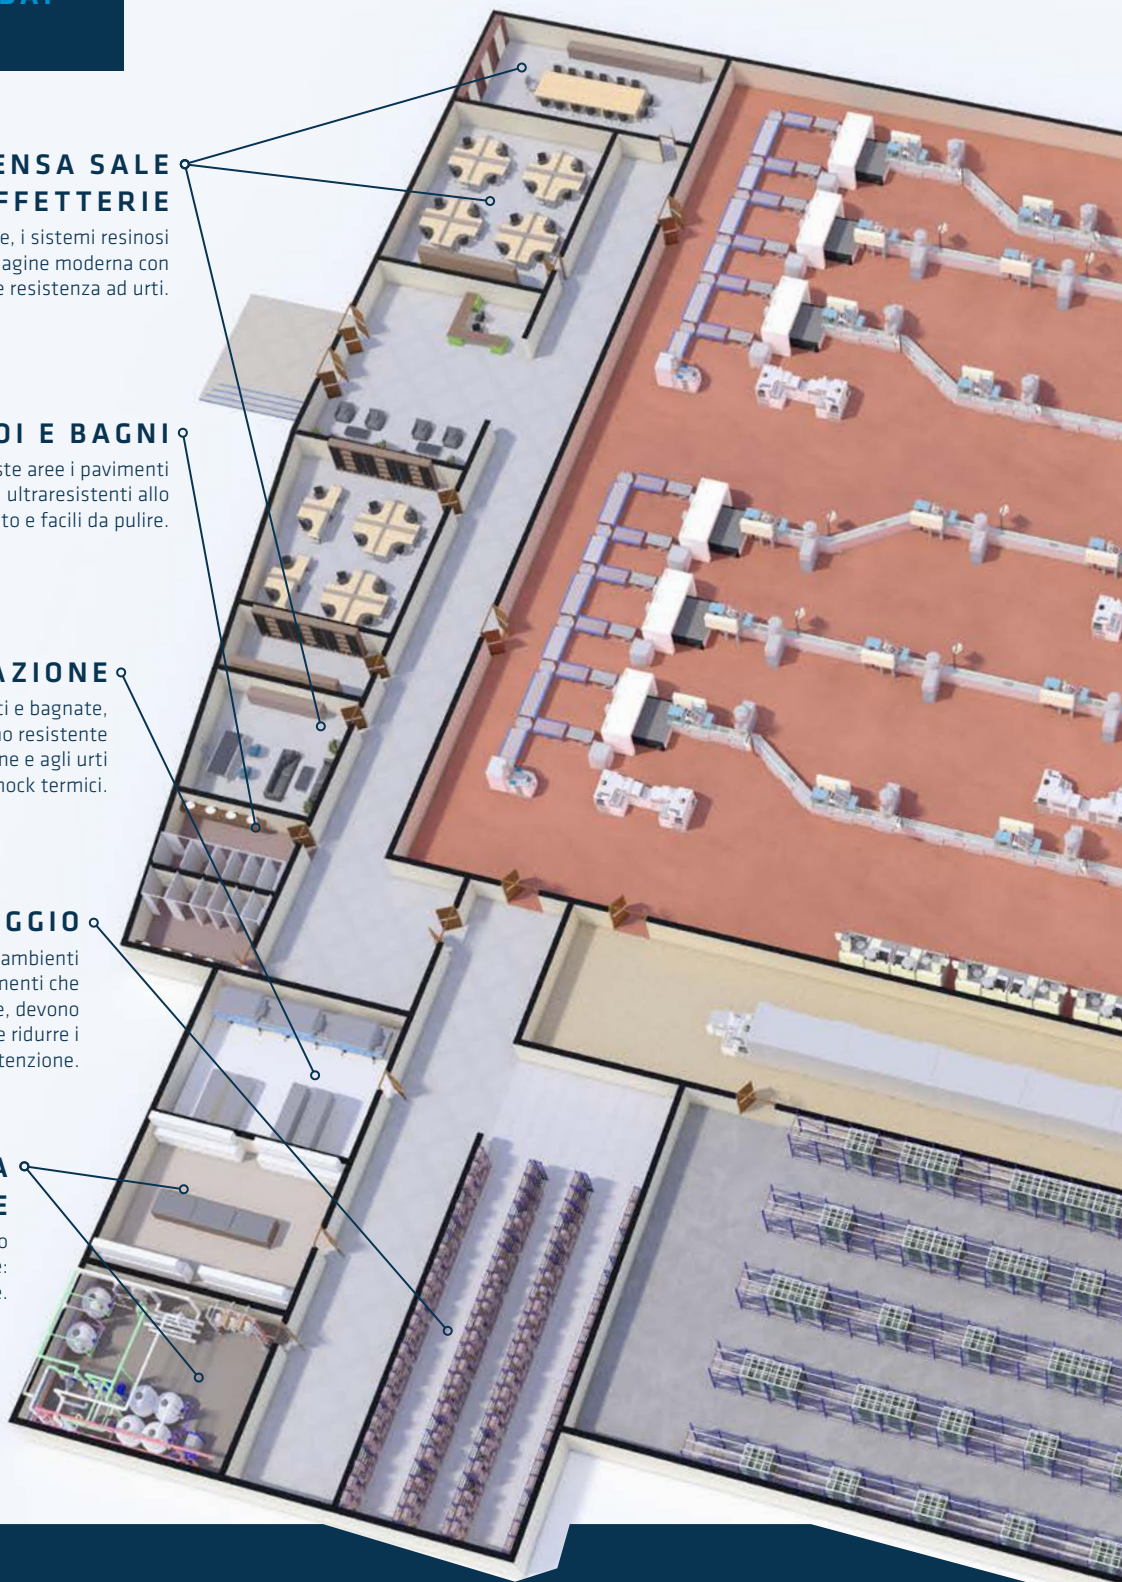 ENSA SALE
FFETTERIE
e, i sistemi resinosi
agine moderna con
e resistenza ad urti.
OI E BAGNI
ste aree i pavimenti
ultraresistenti allo
to e facili da pulire.
AZIONE
ti e bagnate,
no resistente
ne e agli urti
hock termici.
GGIO
ambienti
menti che
e, devono
e ridurre i
tenzione.
A
E
o
e:
e.